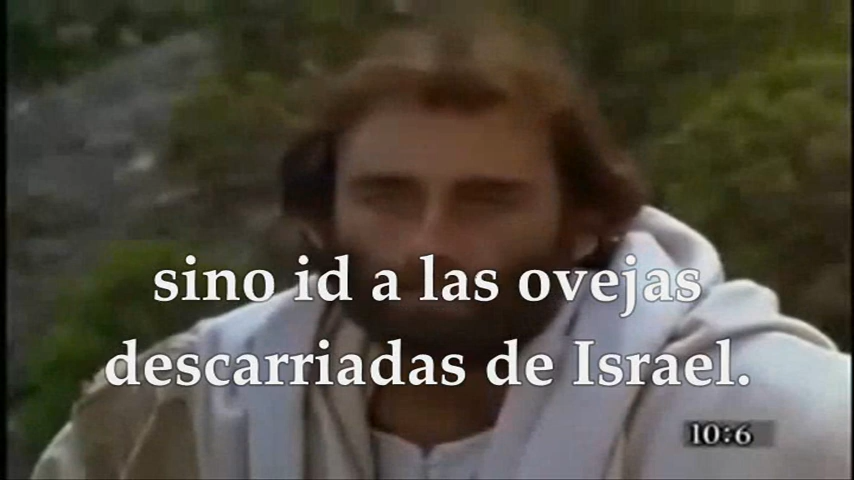 sino id a las ovejas
descarriadas de Israel.
10:6